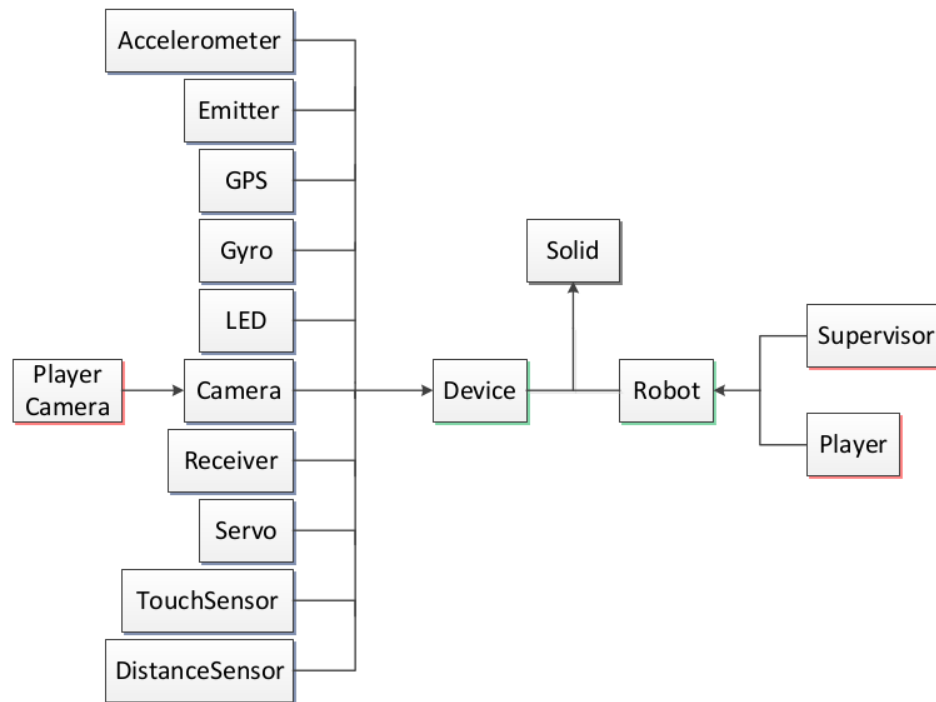 Accelerometer
Emitter
GPS
Gyro
LED
Player
Camera
Camera
Receiver
Servo
TouchSensor
DistanceSensor
Device
Solid
Robot
Supervisor
Player